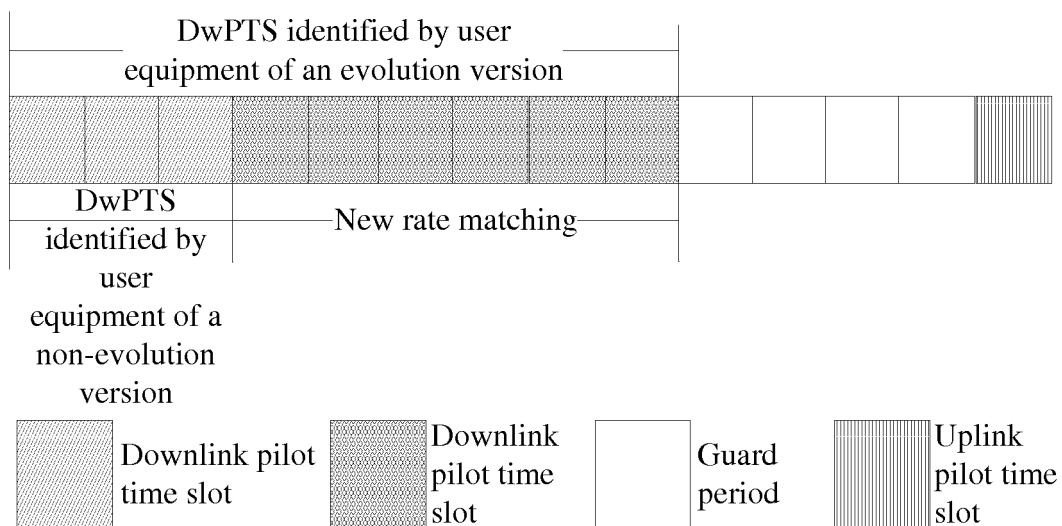 DwPTS identified by user
equipment of an evolution version
DwPTS
identified by
user
equipment of a
non-evolution
version
New rate matching
Downlink pilot
time slot
Downlink
pilot time
slot
Guard
period
Uplink
pilot time
slot